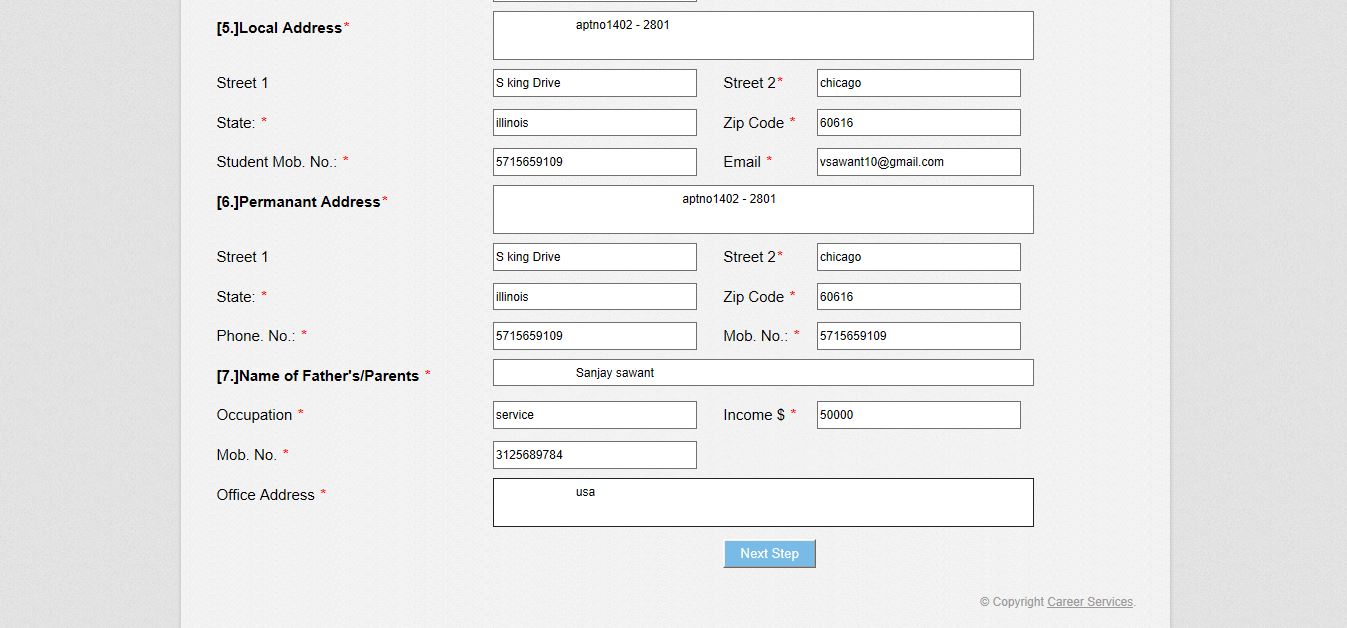 [5.]Local Address* aptno1402 - 2801
Street 1 S king Drive Street 2* chicago
State: * illinois Zip Code * 60616
Student Mob. No.: * 5715659109 Email * vsawant10@gmail.com
[6.]Permanant Address* aptno1402 - 2801
Street 1 S king Drive Street 2* chicago
State: * illinois Zip Code * 60616
Phone. No.: * 5715659109 Mob. No.: * 5715659109
[7.]Name of Father's/Parents * Sanjay sawant
Occupation * service Income $ * 50000
Mob. No. * 3125689784
Office Address * usa
Next Step
© Copyright Career Services.